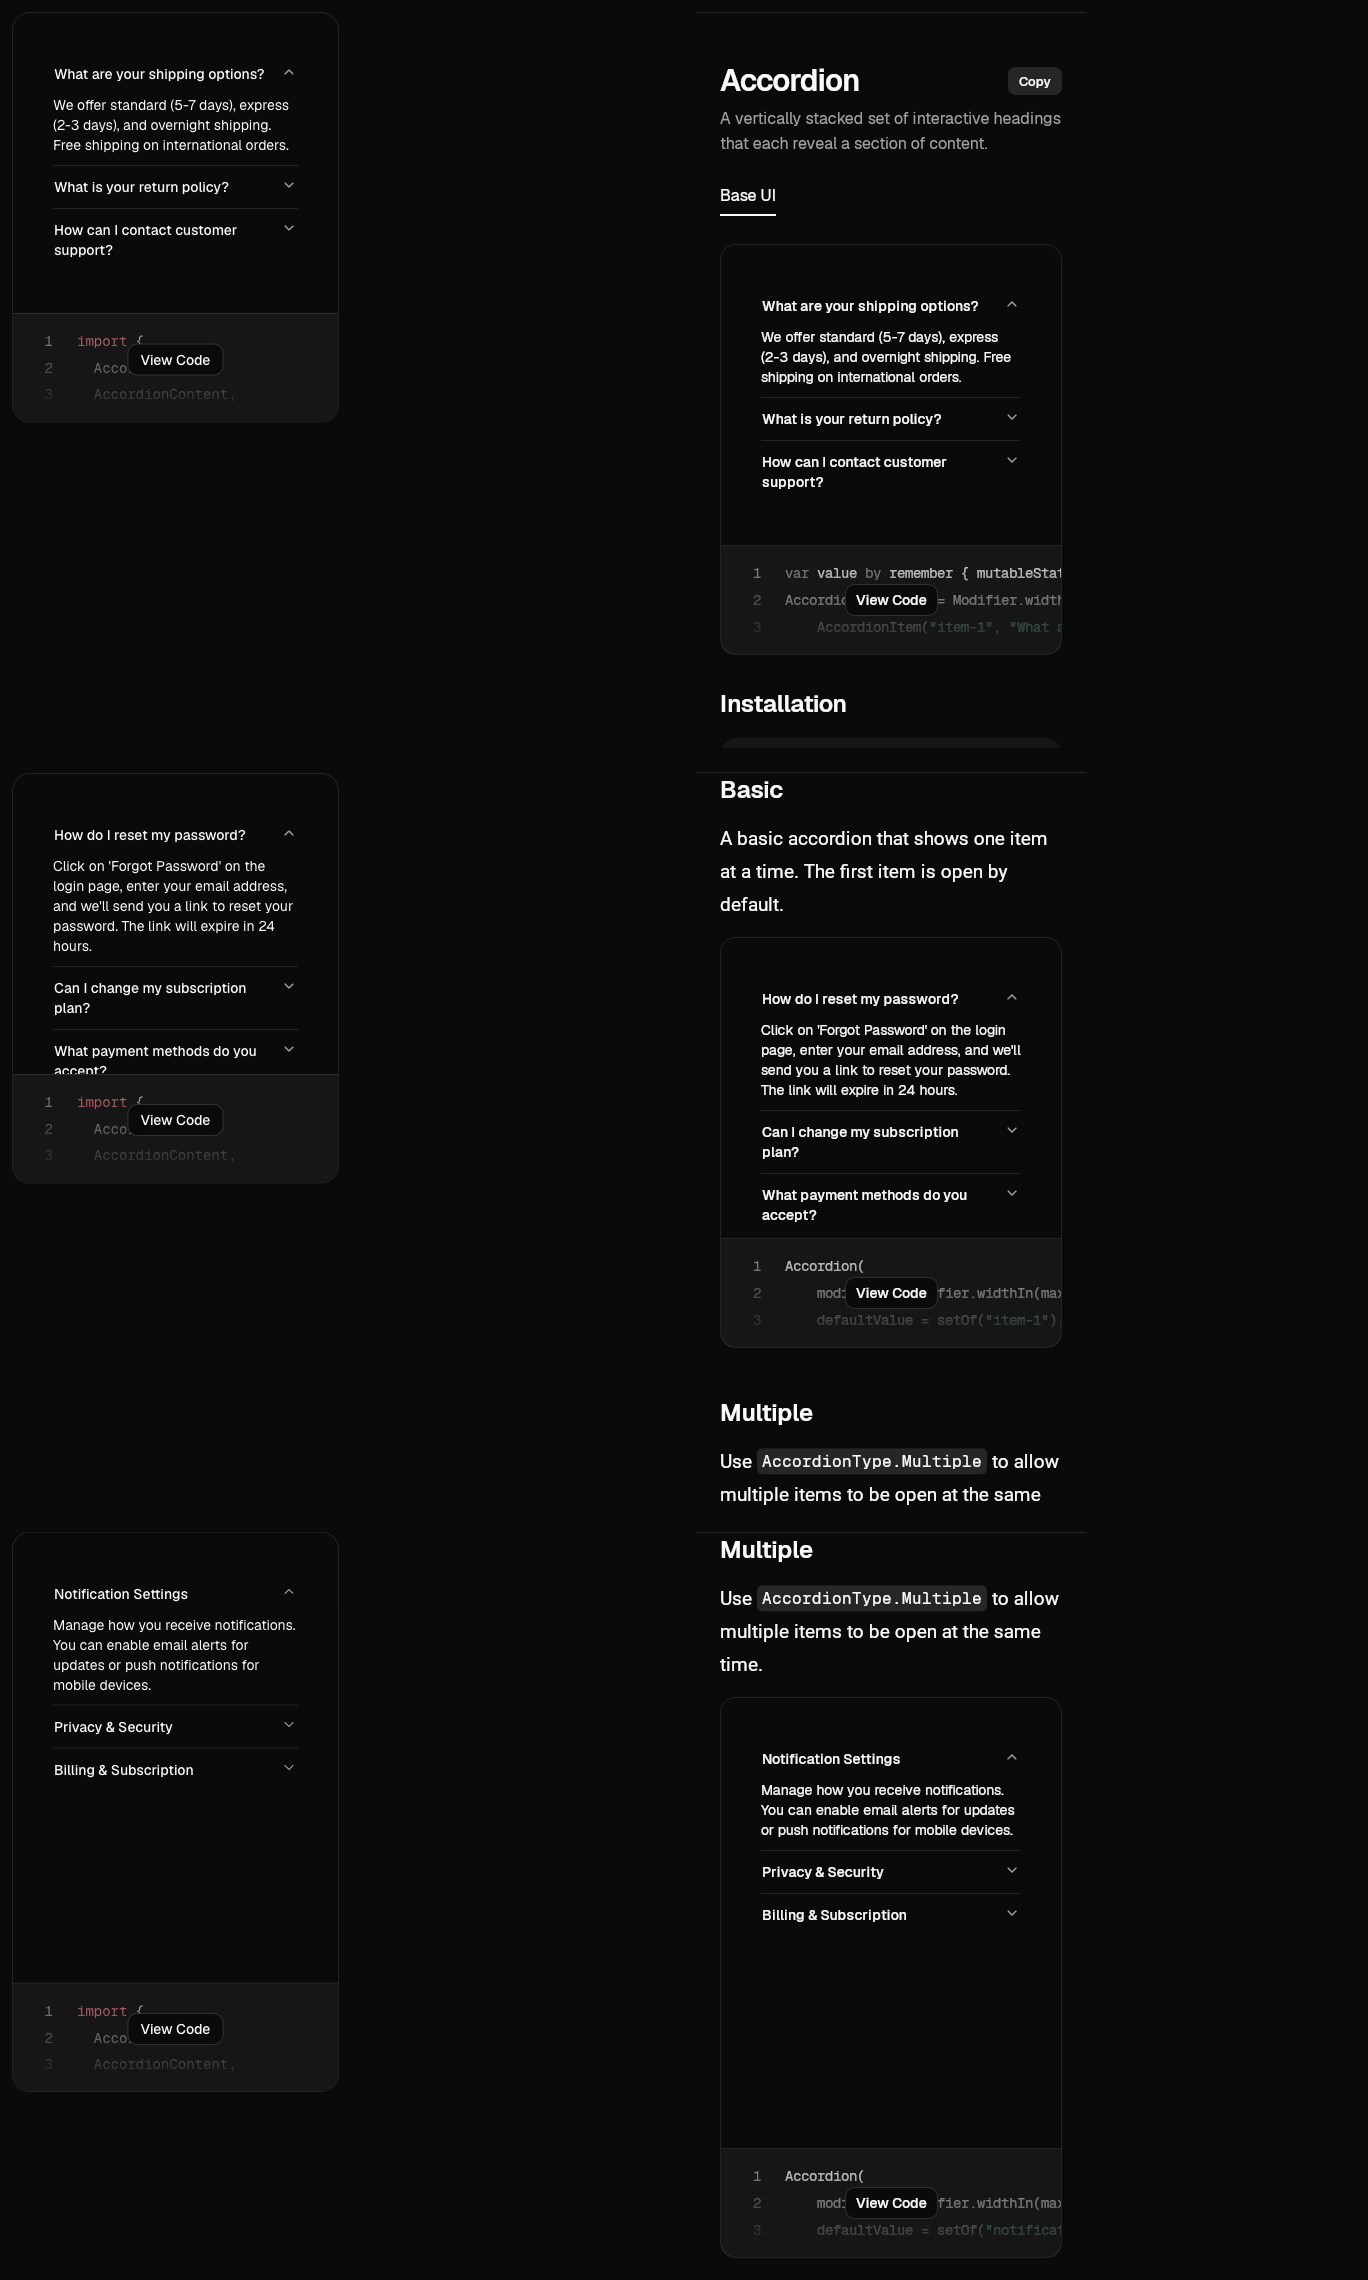 What are your shipping options?
We offer standard (5-7 days), express
(2-3 days), and overnight shipping.
Free shipping on international orders.
What is your return policy?
How can I contact customer
support?
1 import {
2 Acco
View Code
3 AccordionContent,
Accordion
Copy
A vertically stacked set of interactive headings
that each reveal a section of content.
Base UI
What are your shipping options?
We offer standard (5-7 days), express
(2-3 days), and overnight shipping. Free
shipping on international orders.
What is your return policy?
How can I contact customer
support?
1 var value by remember { mutableStat
2 Accordio = Modifier.width
View Code
3 AccordionItem("item-1", "What a
Installation
How do I reset my password?
Click on 'Forgot Password' on the
login page, enter your email address,
and we'll send you a link to reset your
password. The link will expire in 24
hours.
Can I change my subscription
plan?
What payment methods do you
accept?
1 import {
2 Acco
View Code
3 AccordionContent,
Basic
A basic accordion that shows one item
at a time. The first item is open by
default.
How do I reset my password?
Click on 'Forgot Password' on the login
page, enter your email address, and we'll
send you a link to reset your password.
The link will expire in 24 hours.
Can I change my subscription
plan?
What payment methods do you
accept?
1 Accordion(
2 modi fier.widthIn(max
View Code
3 defaultValue = setOf("item-1")
Multiple
Use AccordionType.Multiple to allow
multiple items to be open at the same
Notification Settings
Manage how you receive notifications.
You can enable email alerts for
updates or push notifications for
mobile devices.
Privacy & Security
Billing & Subscription
1 import {
2 Acco
View Code
3 AccordionContent,
Multiple
Use AccordionType.Multiple to allow
multiple items to be open at the same
time.
Notification Settings
Manage how you receive notifications.
You can enable email alerts for updates
or push notifications for mobile devices.
Privacy & Security
Billing & Subscription
1 Accordion(
2 modi fier.widthIn(max
View Code
3 defaultValue = setOf("notificat